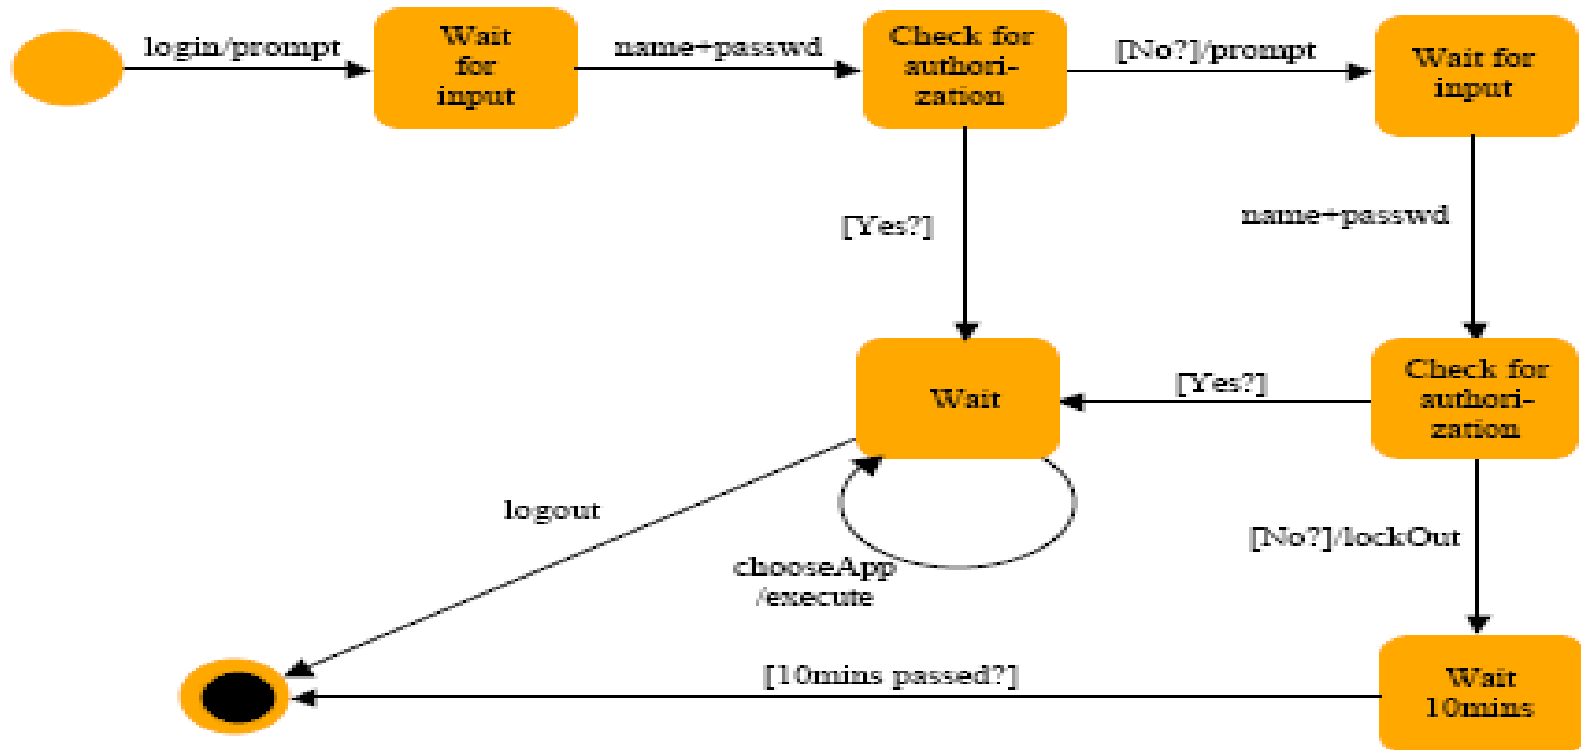 login/prompt
Wait
for
input
name+passwd
Check for
authori-
zation
[No?]/prompt
Wait for
input
[Yes?]
name+passwd
Wait
[Yes?]
Check for
authori-
zation
logout
chooseApp
/execute
[No?]/lockOut
[10mins passed?]
Wait
10mins